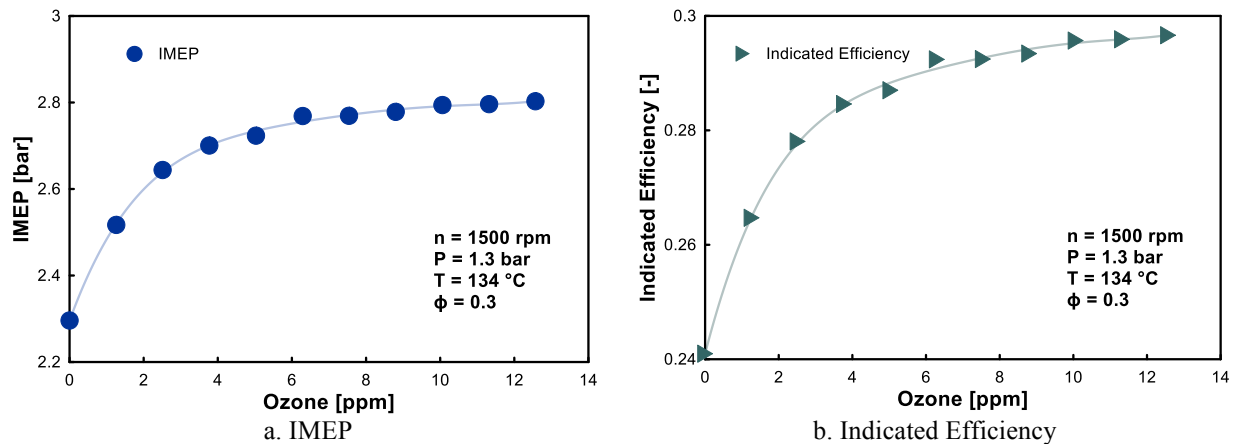 3
2.8
2.6
2.4
2.2
IMEP [bar]
IMEP
n = 1500 rpm
P = 1.3 bar
T = 134 °C
ϕ = 0.3
0 2 4 6 8 10 12 14
Ozone [ppm]
a. IMEP
0.3
0.28
0.26
0.24
Indicated Efficiency [-]
Indicated Efficiency
n = 1500 rpm
P = 1.3 bar
T = 134 °C
ϕ = 0.3
0 2 4 6 8 10 12 14
Ozone [ppm]
b. Indicated Efficiency